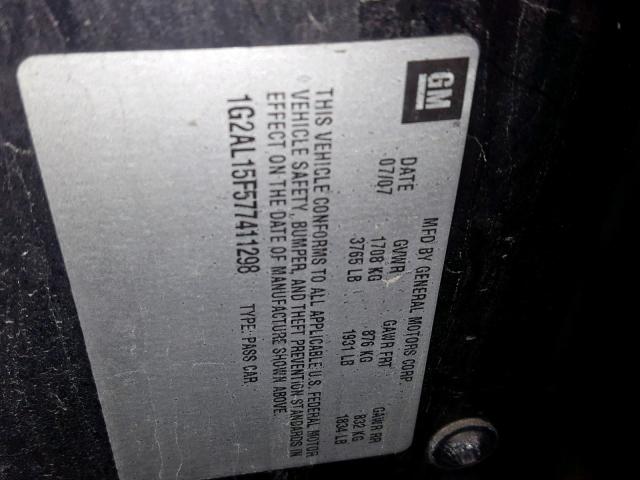 GM
MFD BY GENERAL MOTORS CORP
DATE GVWR GAWR FRT GAWR RR
07/07 1708 KG 876 KG 832 KG
3765 LB 1931 LB 1834 LB
THIS VEHICLE CONFORMS TO ALL APPLICABLE U.S. FEDERAL MOTOR
VEHICLE SAFETY, BUMPER, AND THEFT PREVENTION STANDARDS IN
EFFECT ON THE DATE OF MANUFACTURE SHOWN ABOVE.
1G2AL15F577411298 TYPE: PASS CAR